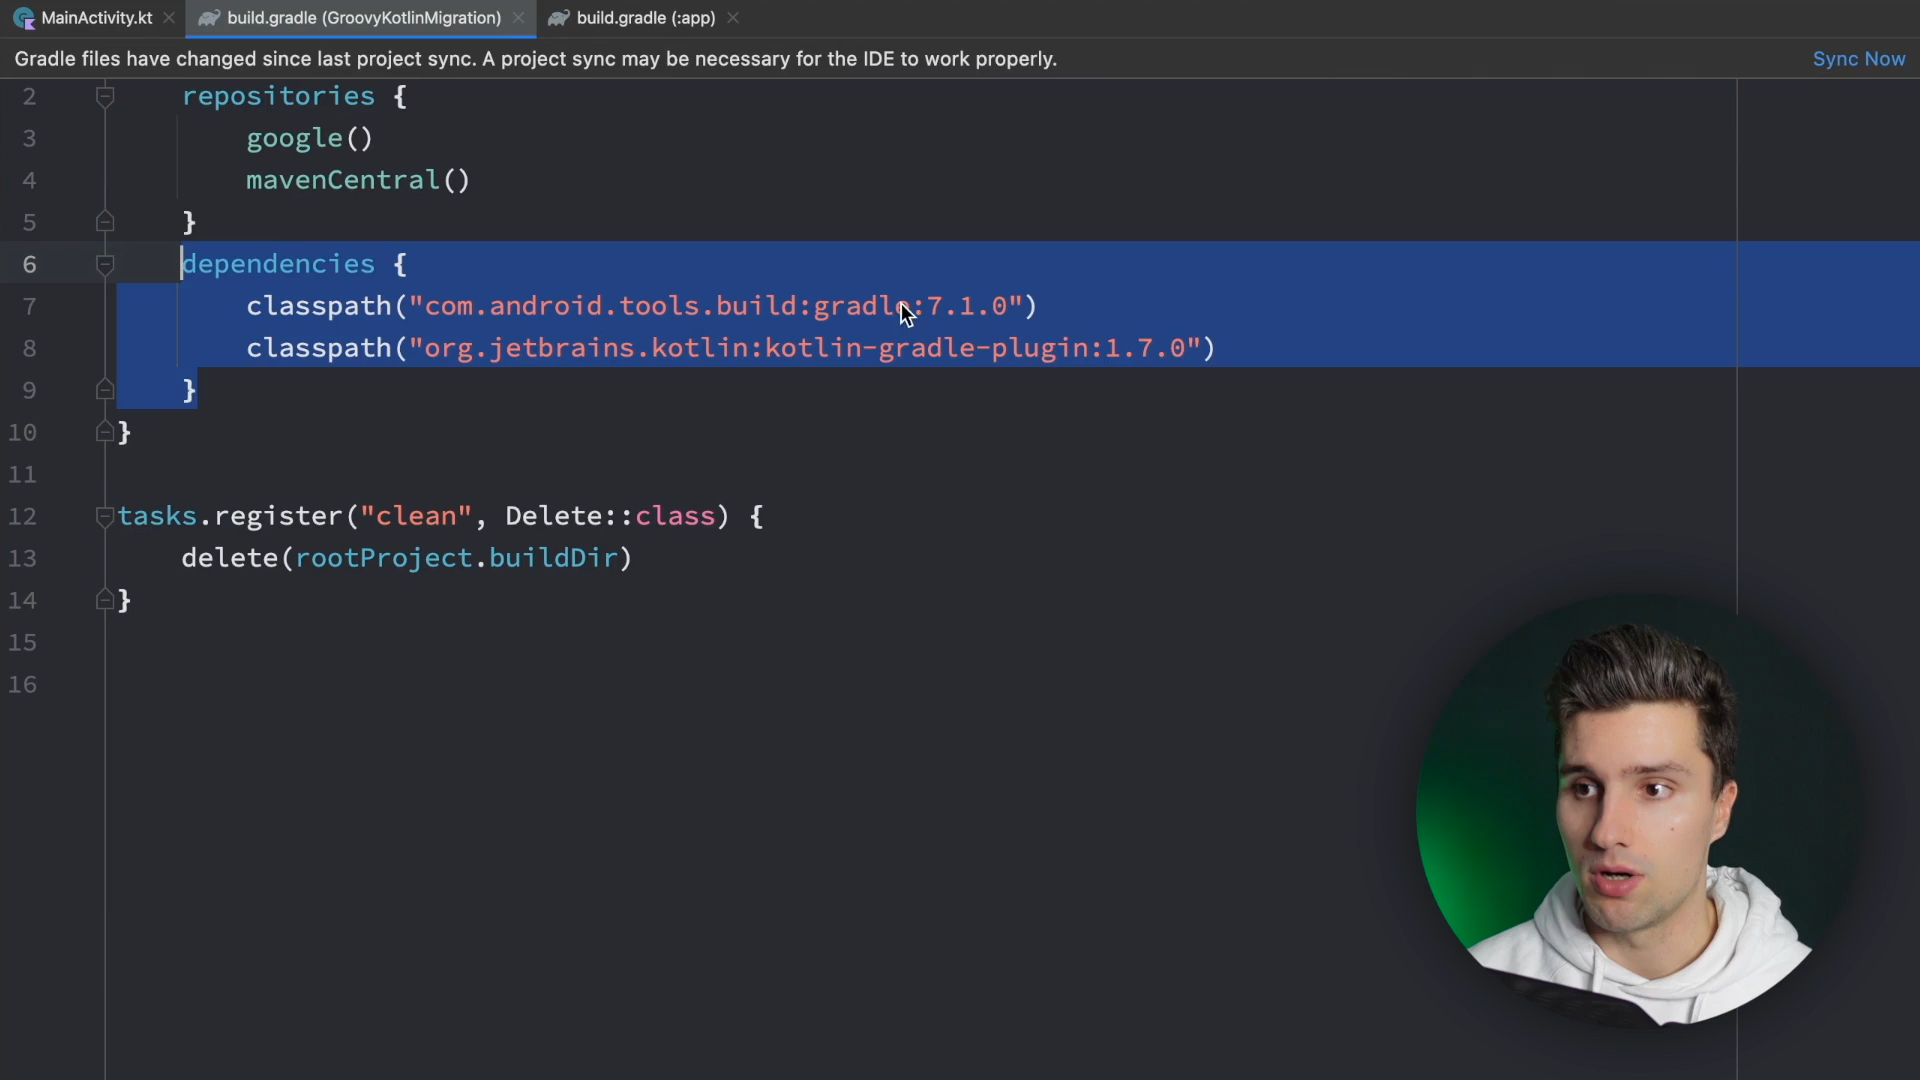 MainActivity.kt
build.gradle (GroovyKotlinMigration)
build.gradle (:app)
Gradle files have changed since last project sync. A project sync may be necessary for the IDE to work properly.
Sync Now
2 repositories {
3 google()
4 mavenCentral()
5 }
6 dependencies {
7 classpath("com.android.tools.build:gradle:7.1.0")
8 classpath("org.jetbrains.kotlin:kotlin-gradle-plugin:1.7.0")
9 }
10 }
11
12 tasks.register("clean", Delete::class) {
13 delete(rootProject.buildDir)
14 }
15
16